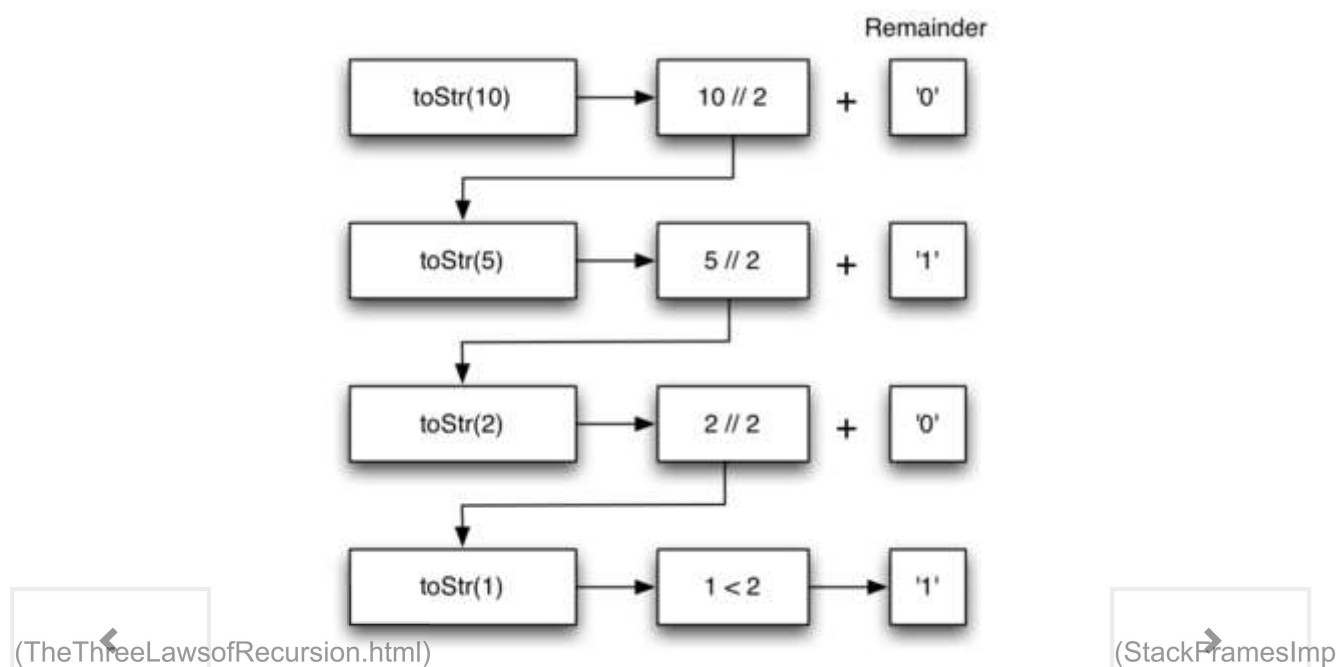 Remainder
toStr(10) 10 // 2 + '0'
toStr(5) 5 // 2 + '1'
toStr(2) 2 // 2 + '0'
toStr(1) 1 < 2 '1'
(TheThreeLawsofRecursion.html) (StackFramesImp